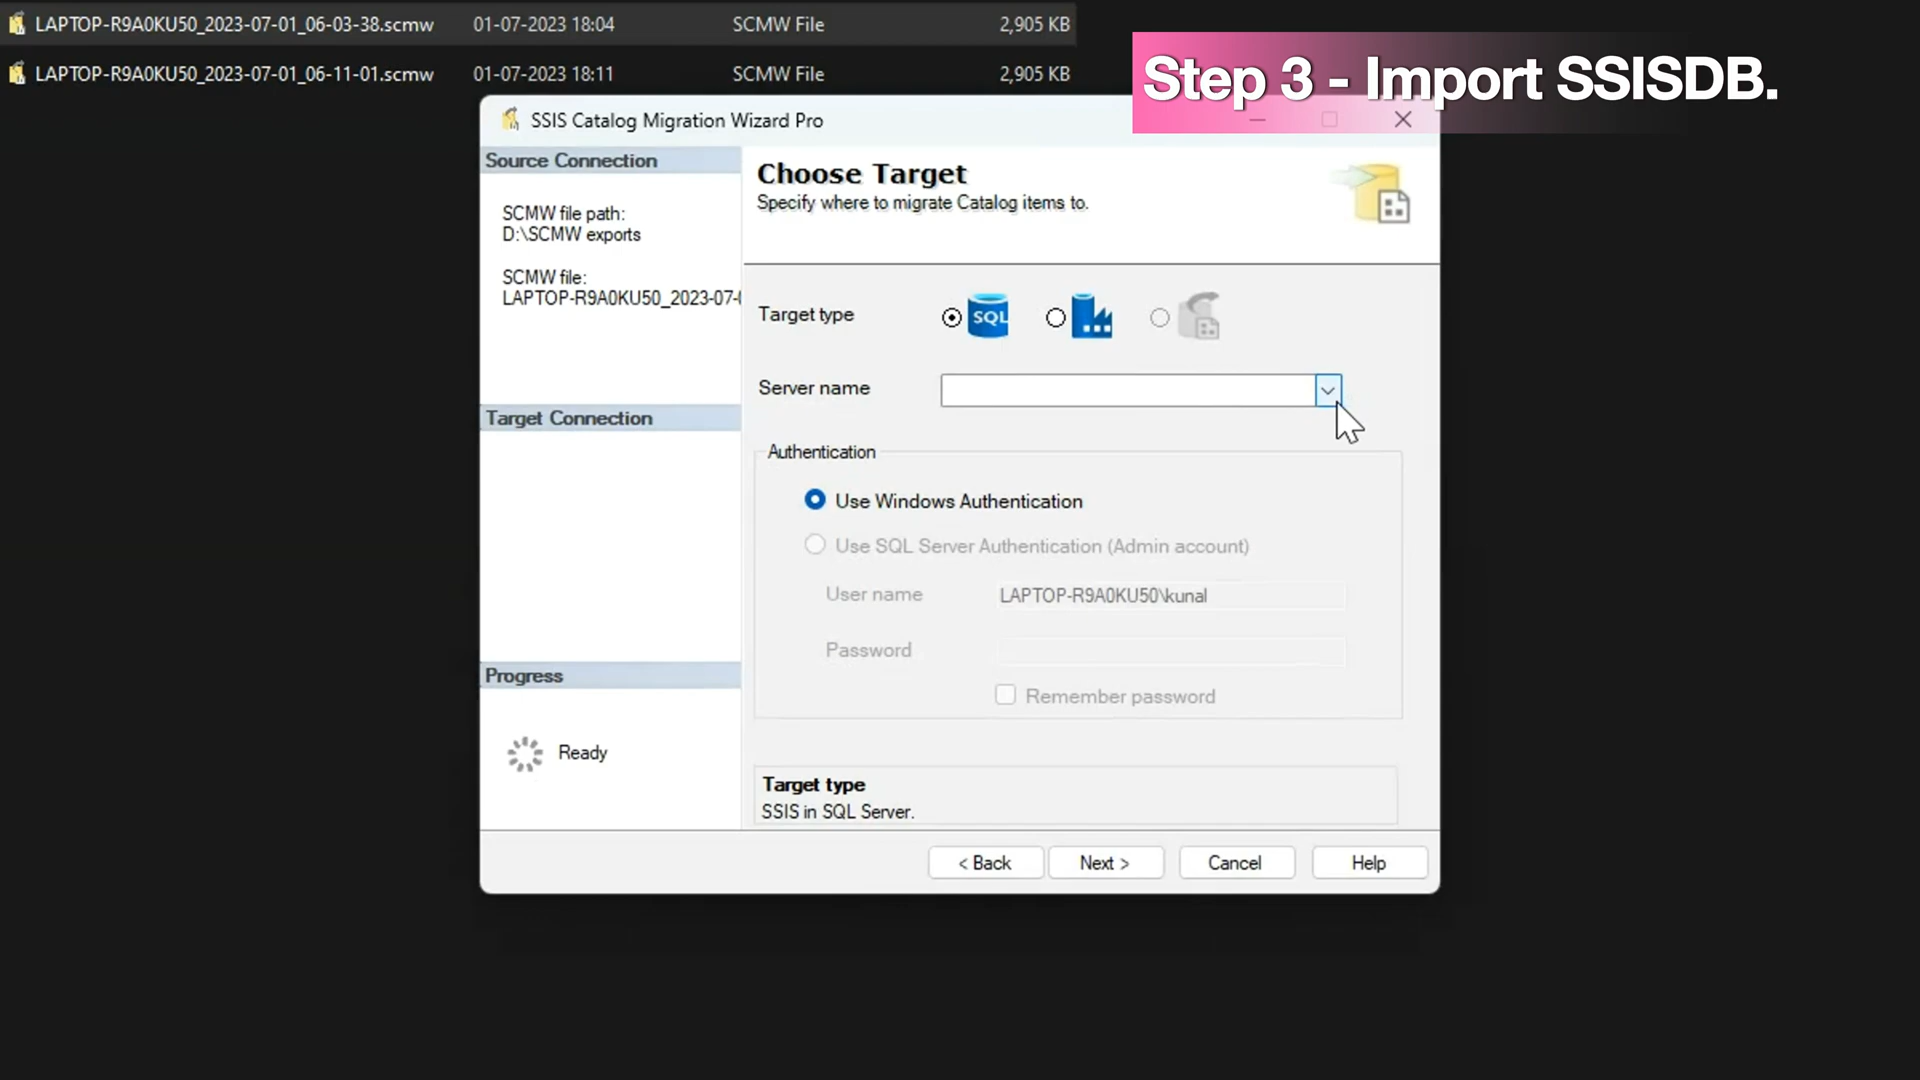 LAPTOP-R9A0KU50_2023-07-01_06-03-38.scmw 01-07-2023 18:04 SCMW File 2,905 KB
LAPTOP-R9A0KU50_2023-07-01_06-11-01.scmw 01-07-2023 18:11 SCMW File 2,905 KB
Step 3 - Import SSISDB.
SSIS Catalog Migration Wizard Pro
Source Connection
SCMW file path:
D:\SCMW exports
SCMW file:
LAPTOP-R9A0KU50_2023-07-
Target Connection
Progress
Ready
Choose Target
Specify where to migrate Catalog items to.
Target type
SQL
Server name
Authentication
Use Windows Authentication
Use SQL Server Authentication (Admin account)
User name LAPTOP-R9A0KU50\kunal
Password
Remember password
Target type
SSIS in SQL Server.
< Back Next > Cancel Help